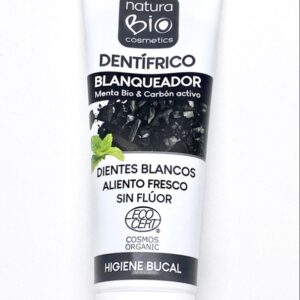 natura
BiO
cosmetics
DENTÍFRICO
BLANQUEADOR
Menta Bio & Carbón activo
DIENTES BLANCOS
ALIENTO FRESCO
SIN FLÚOR
ECO
CERT
COSMOS
ORGANIC
HIGIENE BUCAL